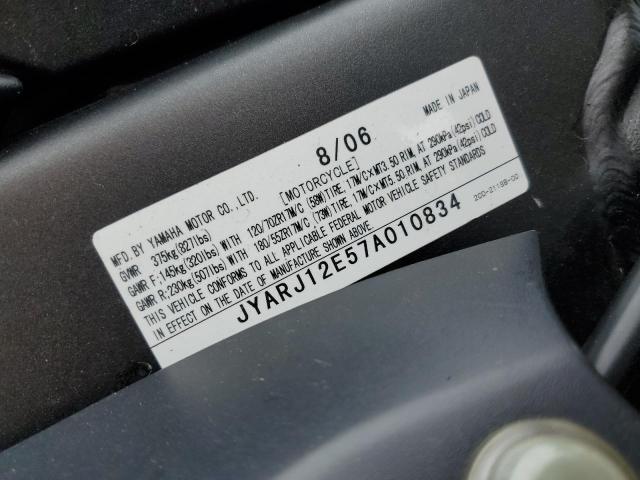 8/06
MADE IN JAPAN
MFD. BY YAMAHA MOTOR CO., LTD. [MOTORCYCLE]
GVWR: 375kg(827lbs)
GAWR F:145kg(320lbs)WITH 120/70ZR17M/C (58W)TIRE, 17M/C×MT3.50 RIM, AT 290kPa(42psi)COLD
GAWR R:230kg(507lbs)WITH 180/55ZR17M/C (73W)TIRE, 17M/C×MT5.50 RIM, AT 290kPa(42psi)COLD
THIS VEHICLE CONFORMS TO ALL APPLICABLE FEDERAL MOTOR VEHICLE SAFETY STANDARDS
IN EFFECT ON THE DATE OF MANUFACTURE SHOWN ABOVE.
JYARJ12E57A010834
2C0-2119B-00